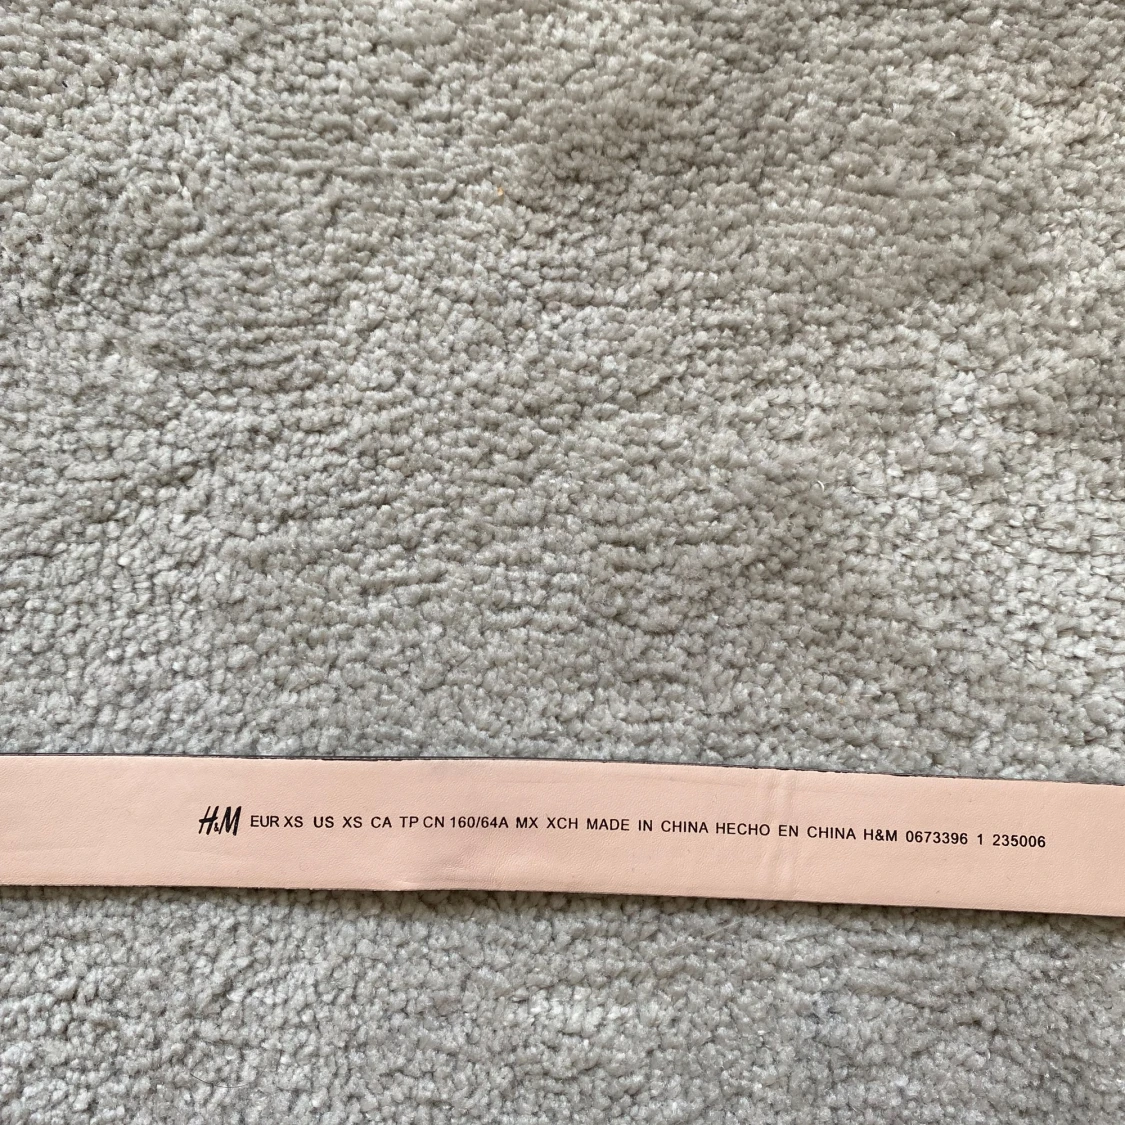 H&M EUR XS US XS CA TP CN 160/64A MX XCH MADE IN CHINA HECHO EN CHINA H&M 0673396 1 235006